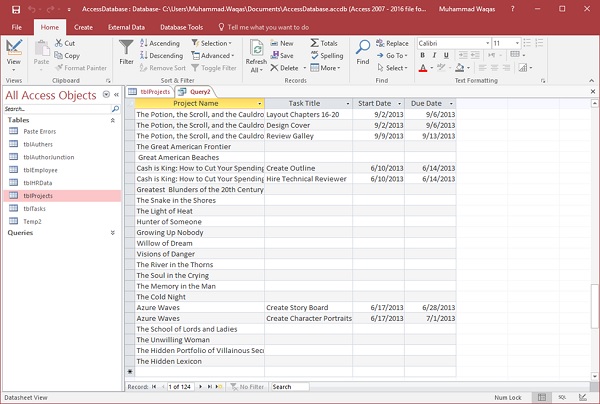 AccessDatabase : Database- C:\Users\Muhammad.Waqas\Documents\AccessDatabase.accdb (Access 2007 - 2016 file fo...
Muhammad Waqas
File Home Create External Data Database Tools Tell me what you want to do
View
Views
Paste
Cut
Copy
Format Painter
Clipboard
Filter
Ascending
Descending
Remove Sort
Selection
Advanced
Toggle Filter
Sort & Filter
Refresh All
New
Save
Delete
Totals
Spelling
More
Records
Find
Replace
Go To
Select
Find
Calibri 11
B I U
Text Formatting
All Access Objects
Search...
Tables
Paste Errors
tblAuthers
tblAuthorJunction
tblEmployee
tblHRData
tblProjects
tblTasks
Temp2
Queries
tblProjects Query2
Project Name Task Title Start Date Due Date
The Potion, the Scroll, and the Cauldro Layout Chapters 16-20 9/2/2013 9/6/2013
The Potion, the Scroll, and the Cauldro Design Cover 9/2/2013 9/6/2013
The Potion, the Scroll, and the Cauldro Review Galley 9/9/2013 9/13/2013
The Great American Frontier
Great American Beaches
Cash is King: How to Cut Your Spending Create Outline 6/10/2013 6/14/2013
Cash is King: How to Cut Your Spending Hire Technical Reviewer 6/10/2013 6/14/2013
Greatest Blunders of the 20th Century
The Snake in the Shores
The Light of Heat
Hunter of Someone
Growing Up Nobody
Willow of Dream
Visions of Danger
The River in the Thorns
The Soul in the Crying
The Memory in the Man
The Cold Night
Azure Waves Create Story Board 6/17/2013 6/28/2013
Azure Waves Create Character Portraits 6/17/2013 7/1/2013
The School of Lords and Ladies
The Unwilling Woman
The Hidden Portfolio of Villainous Secr
The Hidden Lexicon
Record: 1 of 124 No Filter Search
Datasheet View Num Lock SQL